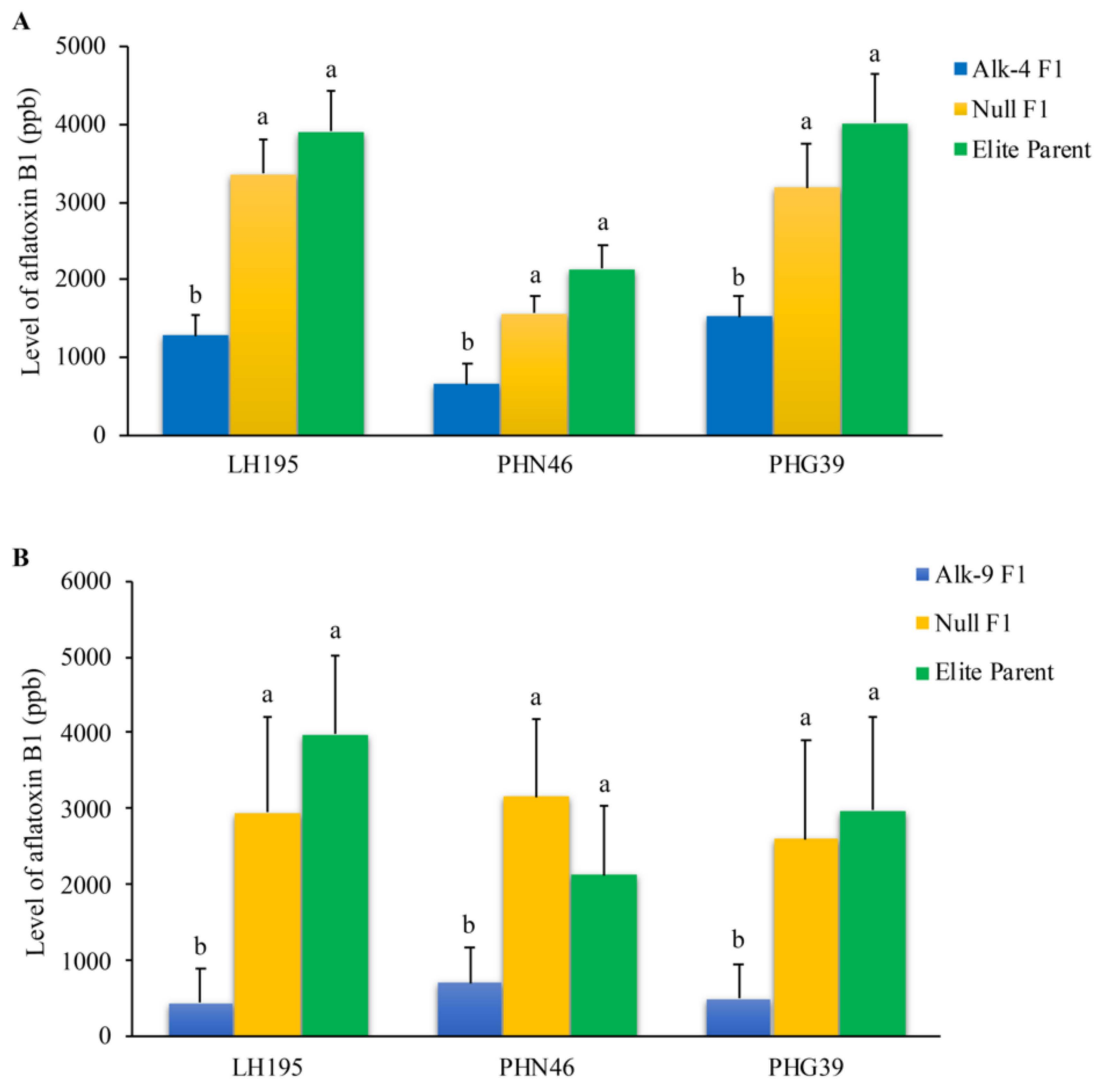 A
5000
4000
3000
2000
1000
0
Level of aflatoxin B1 (ppb)
b
a
a
b
a
a
b
a
a
LH195
PHN46
PHG39
Alk-4 F1
Null F1
Elite Parent
B
6000
5000
4000
3000
2000
1000
0
Level of aflatoxin B1 (ppb)
b
a
a
b
a
a
b
a
a
LH195
PHN46
PHG39
Alk-9 F1
Null F1
Elite Parent